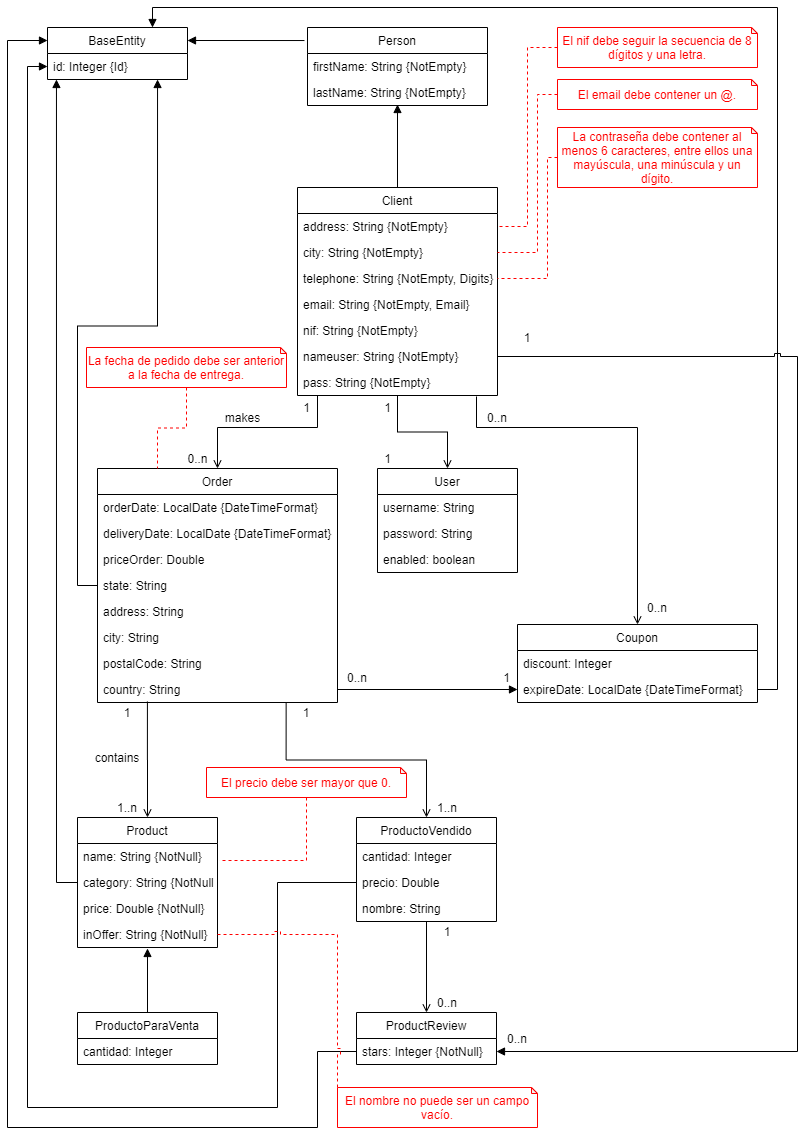 BaseEntity
id: Integer {Id}
Person
firstName: String {NotEmpty}
lastName: String {NotEmpty}
El nif debe seguir la secuencia de 8
dígitos y una letra.
El email debe contener un @.
La contraseña debe contener al
menos 6 caracteres, entre ellos una
mayúscula, una minúscula y un
dígito.
Client
address: String {NotEmpty}
city: String {NotEmpty}
telephone: String {NotEmpty, Digits}
email: String {NotEmpty, Email}
nif: String {NotEmpty}
nameuser: String {NotEmpty}
pass: String {NotEmpty}
1
La fecha de pedido debe ser anterior
a la fecha de entrega.
makes
1
1
0..n
0..n
1
Order
orderDate: LocalDate {DateTimeFormat}
deliveryDate: LocalDate {DateTimeFormat}
priceOrder: Double
state: String
address: String
city: String
postalCode: String
country: String
User
username: String
password: String
enabled: boolean
0..n
Coupon
discount: Integer
expireDate: LocalDate {DateTimeFormat}
0..n
1
1
1
contains
El precio debe ser mayor que 0.
1..n
1..n
Product
name: String {NotNull}
category: String {NotNull
price: Double {NotNull}
inOffer: String {NotNull}
ProductoVendido
cantidad: Integer
precio: Double
nombre: String
1
0..n
ProductoParaVenta
cantidad: Integer
ProductReview
stars: Integer {NotNull}
0..n
El nombre no puede ser un campo
vacío.